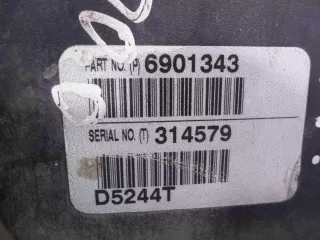 PART NO. (P) 6901343
SERIAL NO. (T) 314579
D5244T